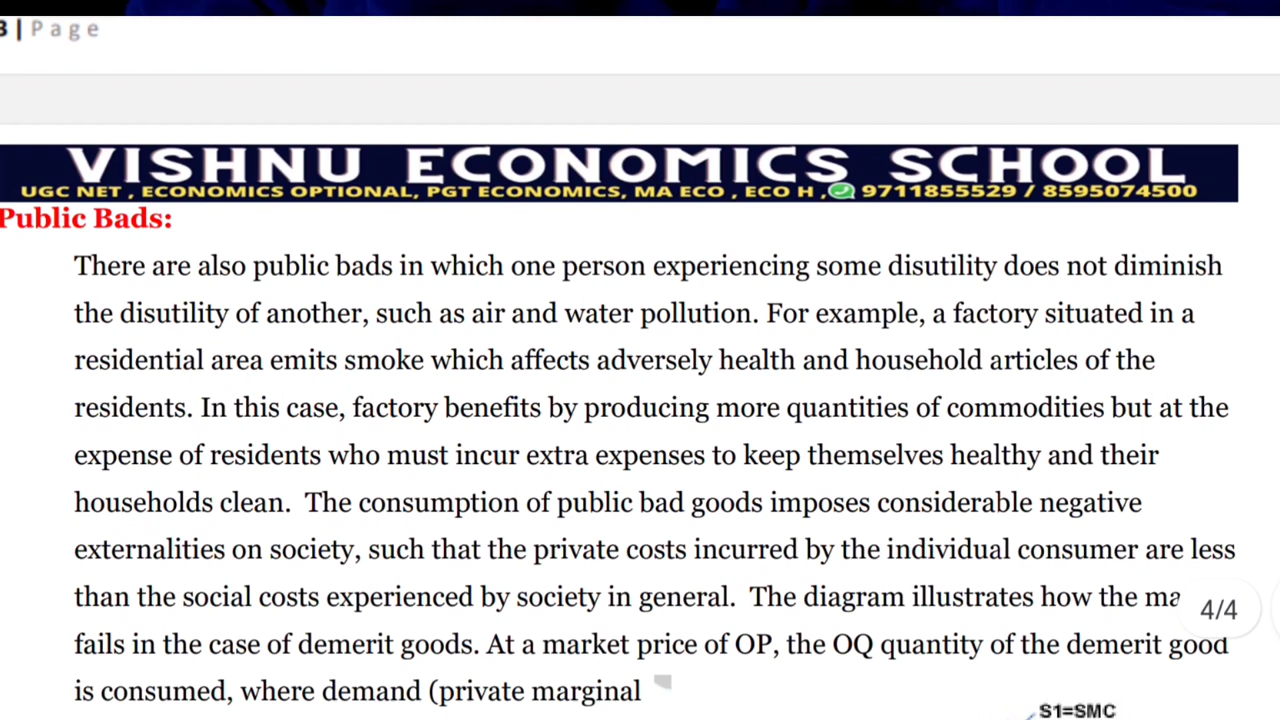 3 | Page
VISHNU ECONOMICS SCHOOL
UGC NET , ECONOMICS OPTIONAL, PGT ECONOMICS, MA ECO , ECO H , 9711855529 / 8595074500
Public Bads:
There are also public bads in which one person experiencing some disutility does not diminish
the disutility of another, such as air and water pollution. For example, a factory situated in a
residential area emits smoke which affects adversely health and household articles of the
residents. In this case, factory benefits by producing more quantities of commodities but at the
expense of residents who must incur extra expenses to keep themselves healthy and their
households clean. The consumption of public bad goods imposes considerable negative
externalities on society, such that the private costs incurred by the individual consumer are less
than the social costs experienced by society in general. The diagram illustrates how the ma
4/4
fails in the case of demerit goods. At a market price of OP, the OQ quantity of the demerit good
is consumed, where demand (private marginal
S1=SMC